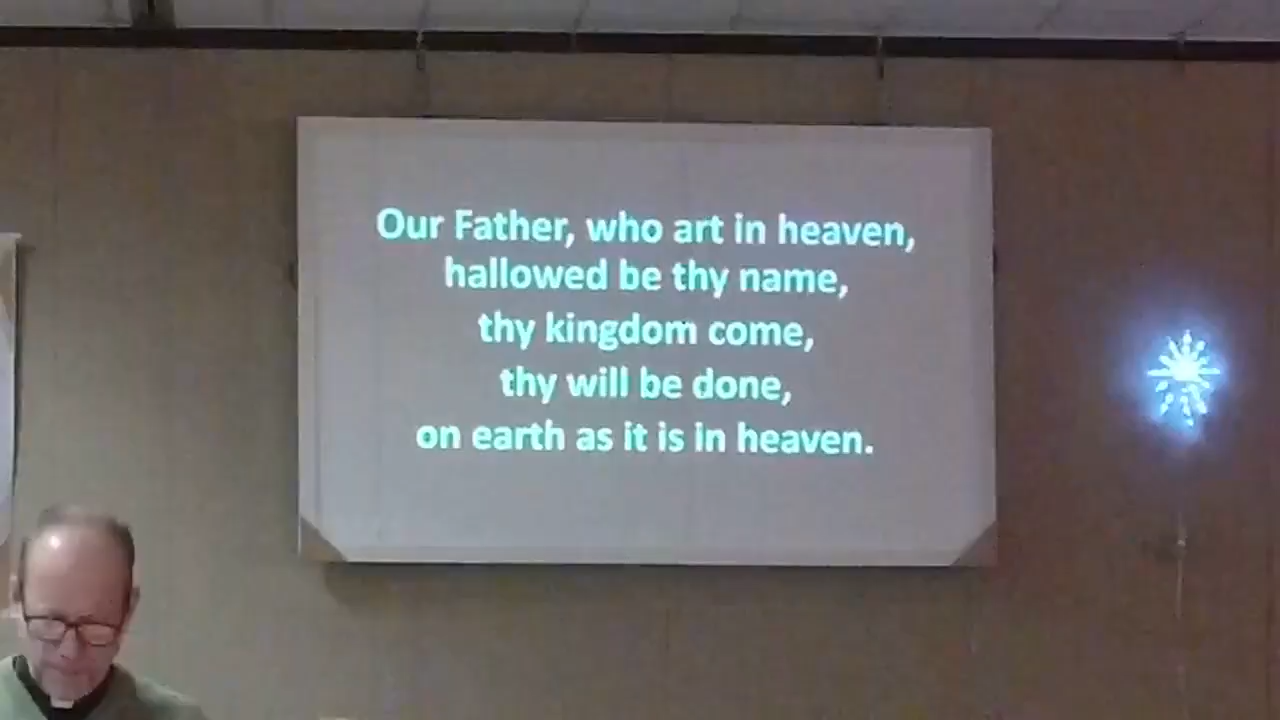 Our Father, who art in heaven,
hallowed be thy name,
thy kingdom come,
thy will be done,
on earth as it is in heaven.